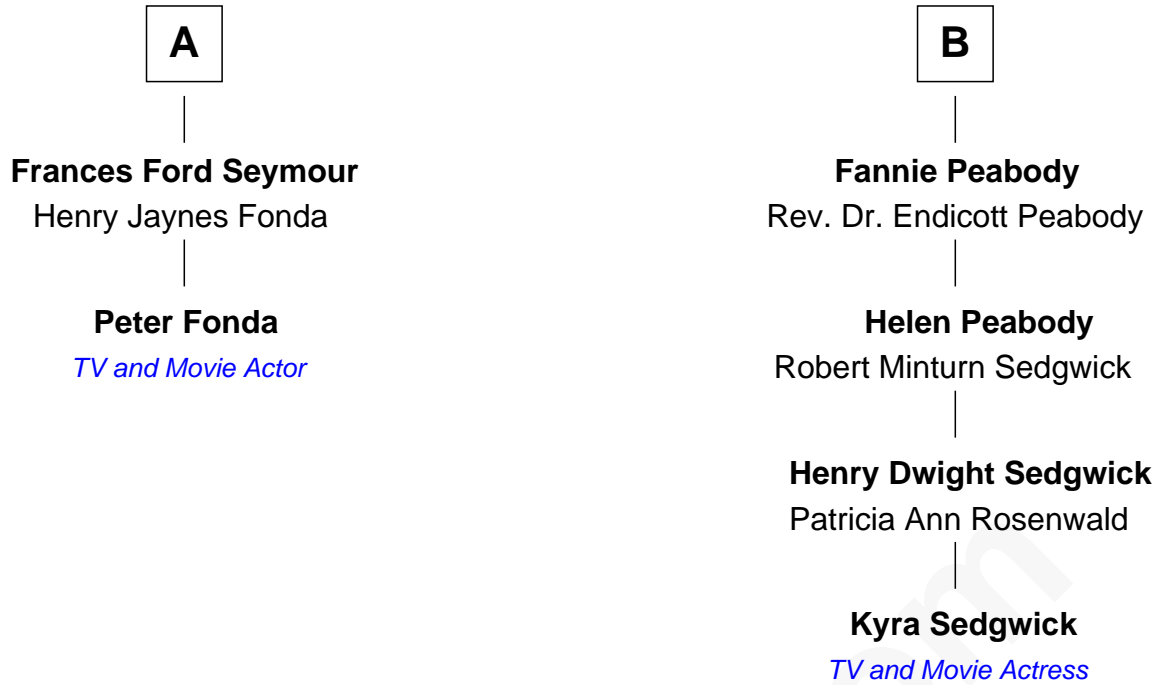 A
Frances Ford Seymour
Henry Jaynes Fonda
Peter Fonda
TV and Movie Actor
B
Fannie Peabody
Rev. Dr. Endicott Peabody
Helen Peabody
Robert Minturn Sedgwick
Henry Dwight Sedgwick
Patricia Ann Rosenwald
Kyra Sedgwick
TV and Movie Actress